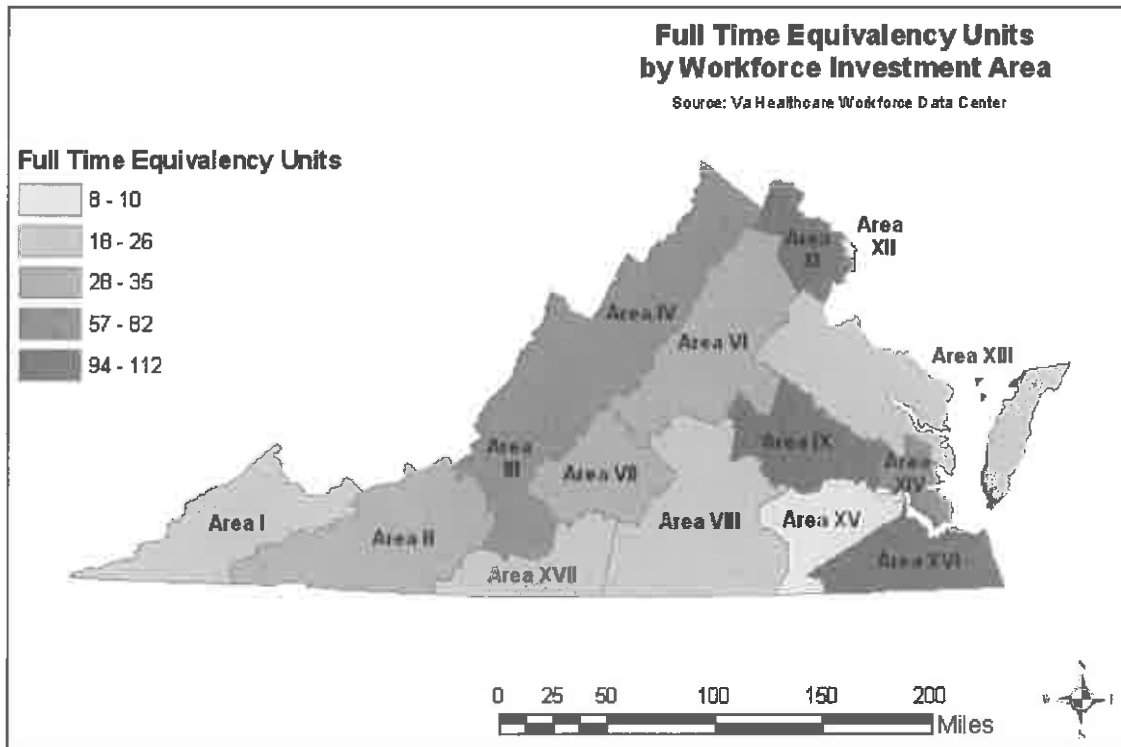 Full Time Equivalency Units
by Workforce Investment Area
Source: Va Healthcare Workforce Data Center
Full Time Equivalency Units
8 - 10
18 - 26
28 - 35
57 - 82
94 - 112
Area
XII
Area
XI
Area IV
Area VI
Area XIII
Area
III
Area IX
Area VII
Area
XIV
Area I
Area II
Area VIII
Area XV
Area XVII
Area XVI
0 25 50 100 150 200
Miles
N
W E
S